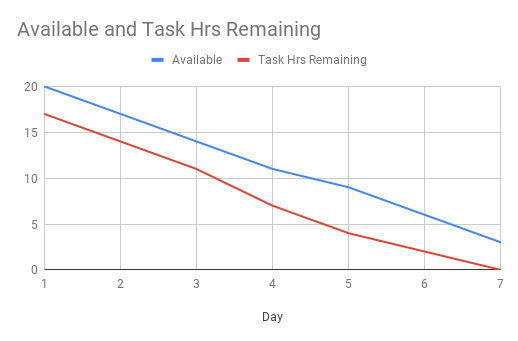 Available and Task Hrs Remaining
Available Task Hrs Remaining
20
15
10
5
0
1 2 3 4 5 6 7
Day